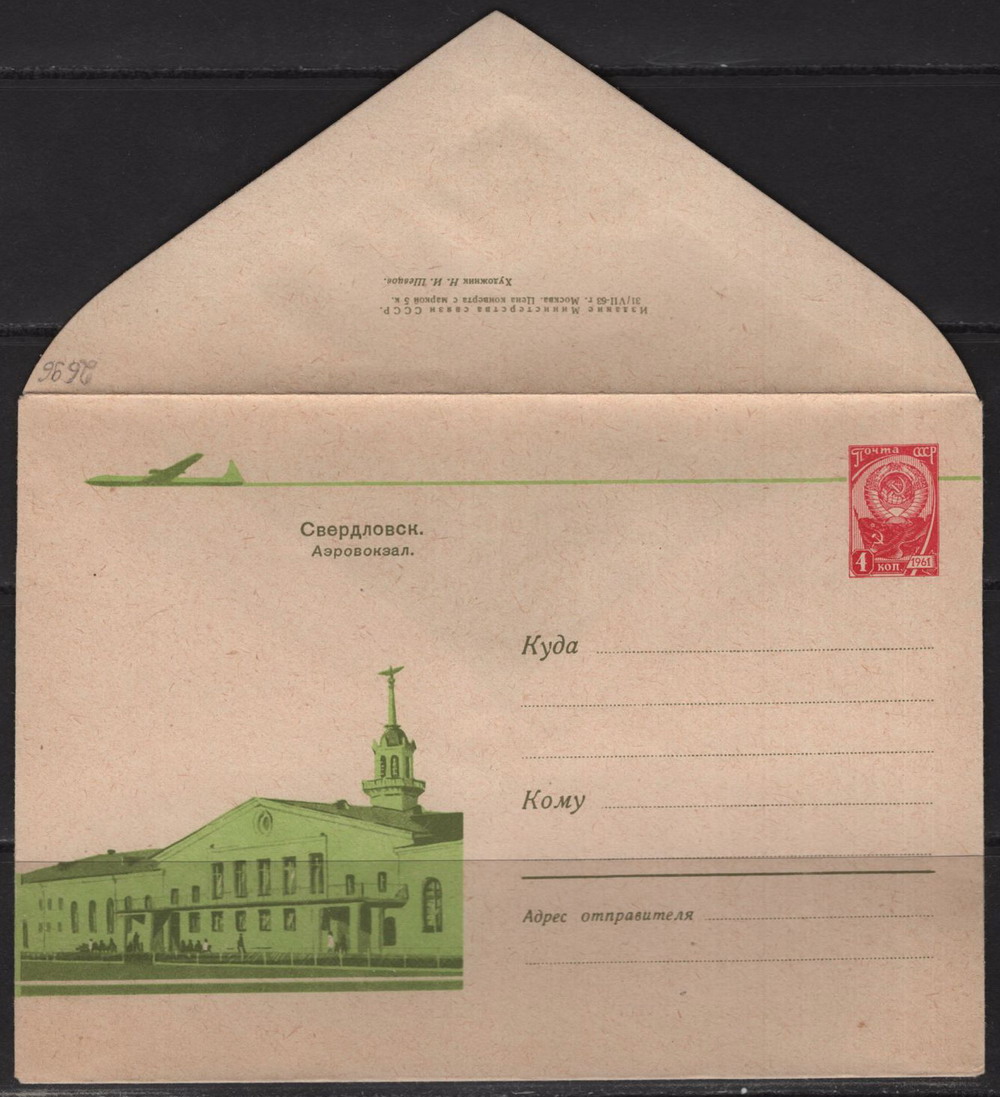 Издание Министерства связи СССР.
31/VII-63 г. Москва. Цена конверта с маркой 5 к.
Художник Н. И. Шевцов.
2696
Почта СССР
4 коп. 1961
Свердловск.
Аэровокзал.
Куда
Кому
Адрес отправителя